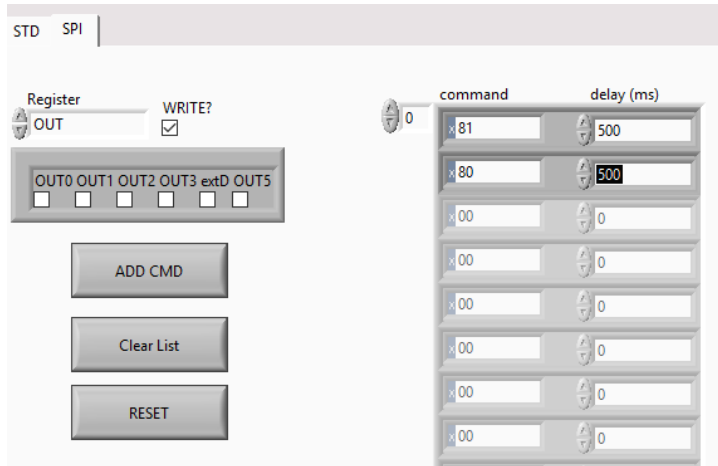 STD SPI
Register
WRITE?
OUT
OUT0 OUT1 OUT2 OUT3 extD OUT5
ADD CMD
Clear List
RESET
0
command delay (ms)
x 81 500
x 80 500
x 00 0
x 00 0
x 00 0
x 00 0
x 00 0
x 00 0